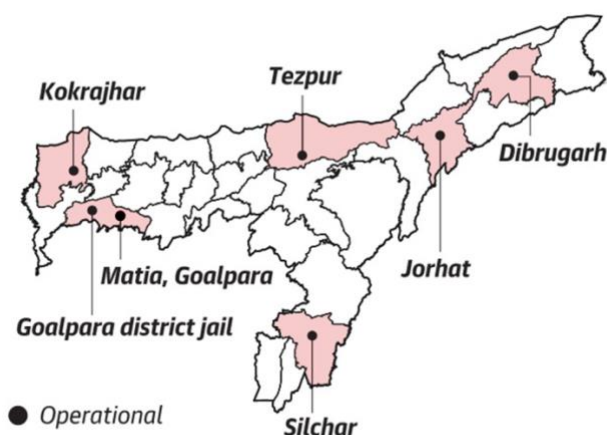 Tezpur
Kokrajhar
Dibrugarh
Jorhat
Matia, Goalpara
Goalpara district jail
Operational
Silchar